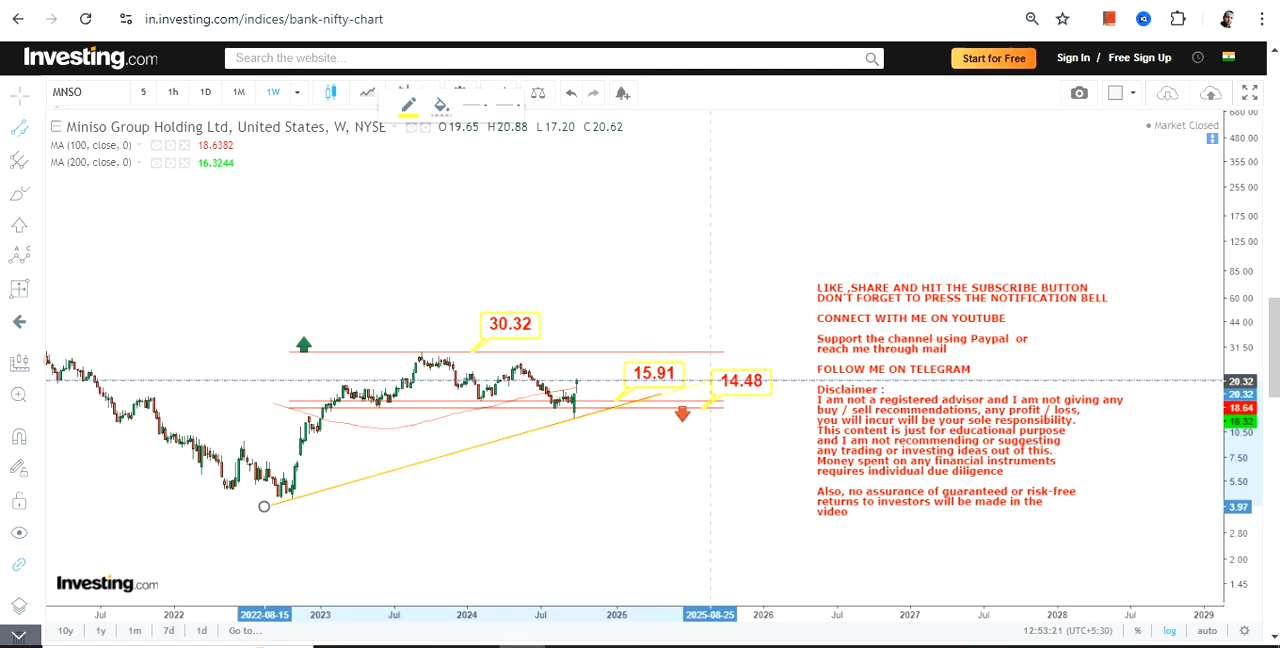 in.investing.com/indices/bank-nifty-chart
Investing.com
Search the website...
Start for Free
Sign In / Free Sign Up
MNSO 5 1h 1D 1M 1W
Miniso Group Holding Ltd, United States, W, NYSE O19.65 H20.88 L17.20 C20.62
Market Closed
MA (100, close, 0) 18.6382
MA (200, close, 0) 16.3244
680.00
480.00
355.00
255.00
175.00
125.00
85.00
60.00
44.00
31.50
20.32
20.32
18.64
16.32
10.50
7.50
5.50
3.97
2.80
2.00
1.45
30.32
15.91
14.48
LIKE ,SHARE AND HIT THE SUBSCRIBE BUTTON
DON'T FORGET TO PRESS THE NOTIFICATION BELL
CONNECT WITH ME ON YOUTUBE
Support the channel using Paypal or
reach me through mail
FOLLOW ME ON TELEGRAM
Disclaimer :
I am not a registered advisor and I am not giving any
buy / sell recommendations, any profit / loss,
you will incur will be your sole responsibility.
This content is just for educational purpose
and I am not recommending or suggesting
any trading or investing ideas out of this.
Money spent on any financial instruments
requires individual due diligence
Also, no assurance of guaranteed or risk-free
returns to investors will be made in the
video
Investing.com
Jul 2022 2022-08-15 2023 Jul 2024 Jul 2025 2025-08-25 2026 Jul 2027 Jul 2028 Jul 2029
10y 1y 1m 7d 1d Go to... 12:53:21 (UTC+5:30) % log auto